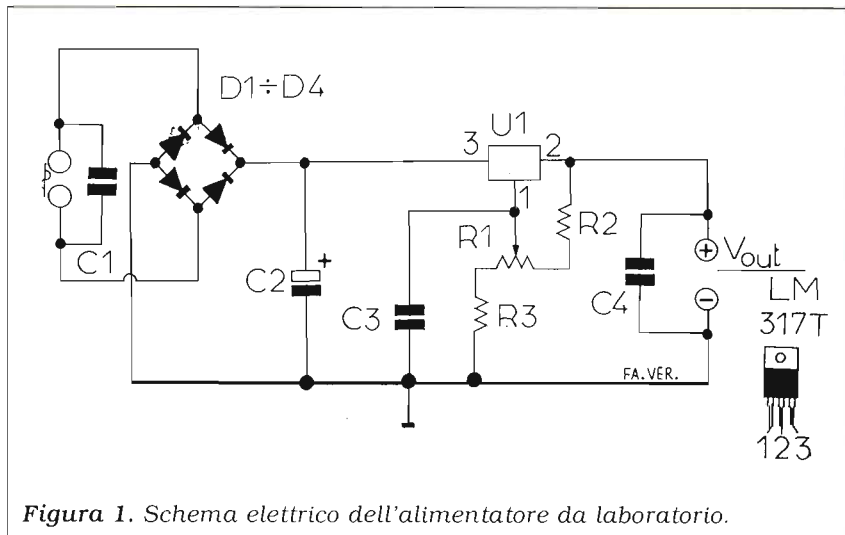 D1÷D4
U1
3
2
1
R1
R2
C1
C2
+
C3
R3
C4
+
Vout
−
LM
317T
FA.VER.
123
Figura 1. Schema elettrico dell'alimentatore da laboratorio.